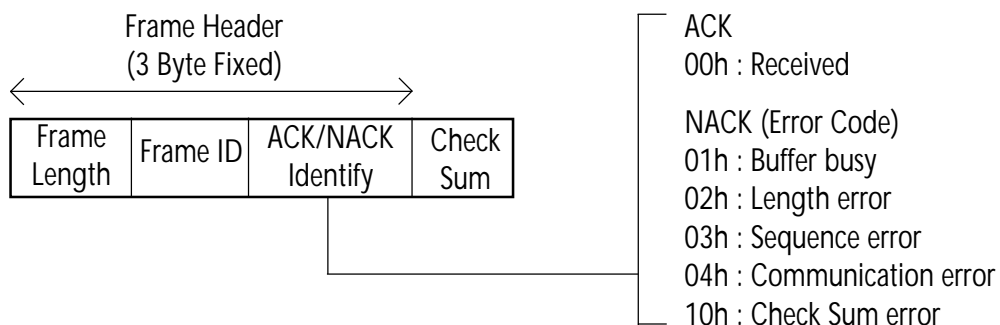 Frame Header
(3 Byte Fixed)
Frame Length
Frame ID
ACK/NACK Identify
Check Sum
ACK
00h : Received
NACK (Error Code)
01h : Buffer busy
02h : Length error
03h : Sequence error
04h : Communication error
10h : Check Sum error